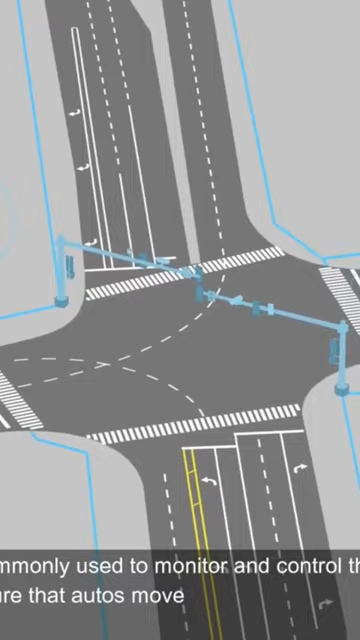 mmonly used to monitor and control th
ure that autos move